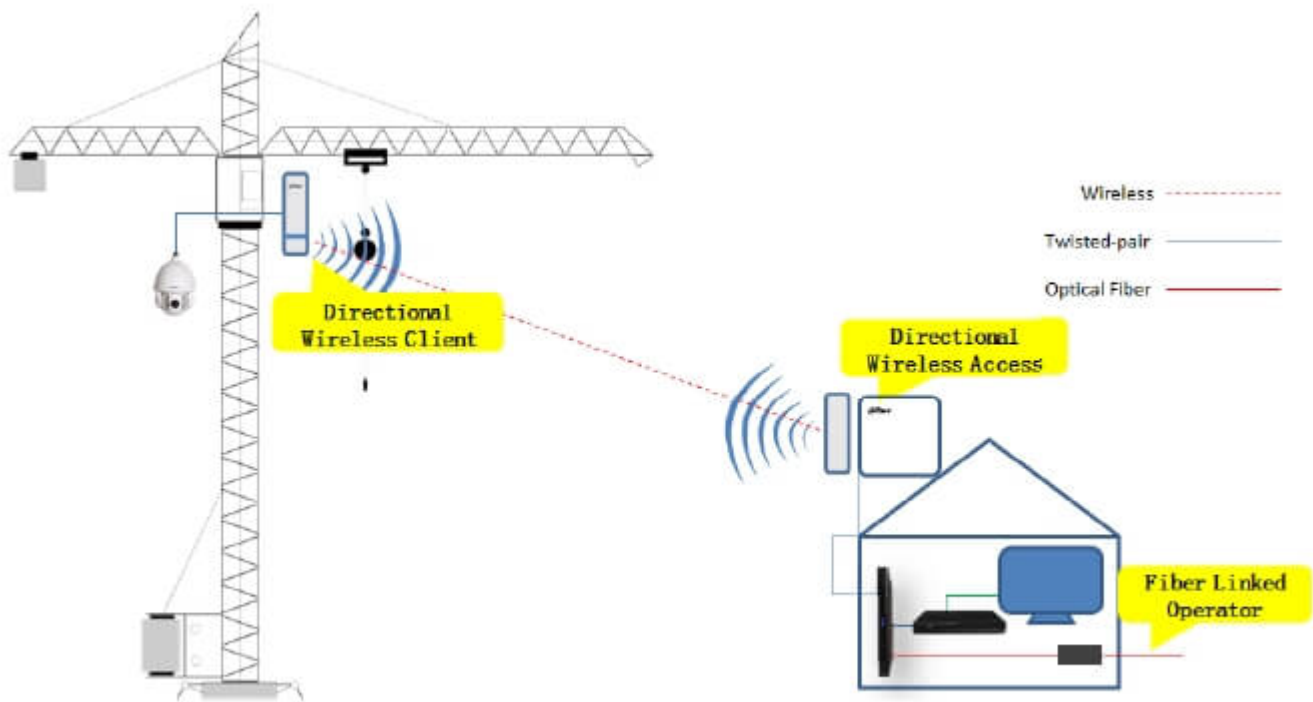 Wireless
Twisted-pair
Optical Fiber
Directional
Wireless Client
Directional
Wireless Access
Fiber Linked
Operator